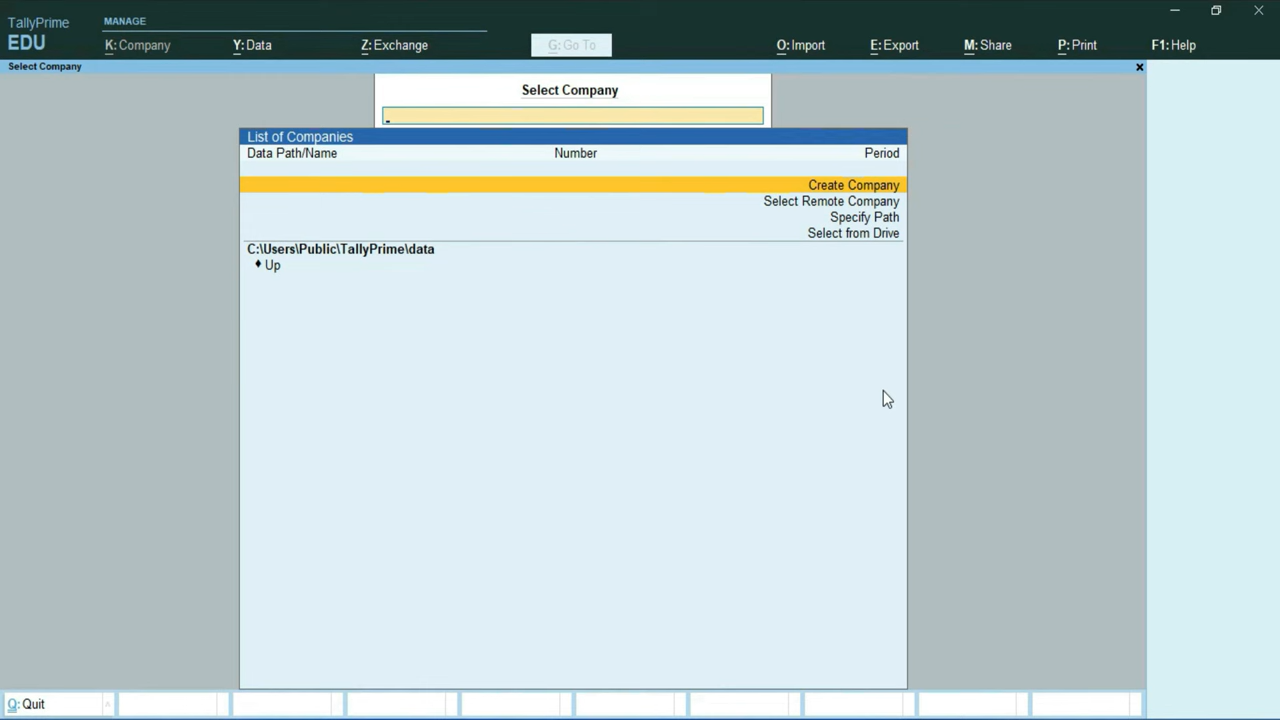 TallyPrime
EDU
MANAGE
K: Company
Y: Data
Z: Exchange
G: Go To
O: Import
E: Export
M: Share
P: Print
F1: Help
Select Company
Select Company
List of Companies
Data Path/Name Number Period
Create Company
Select Remote Company
Specify Path
Select from Drive
C:\Users\Public\TallyPrime\data
♦ Up
Q: Quit